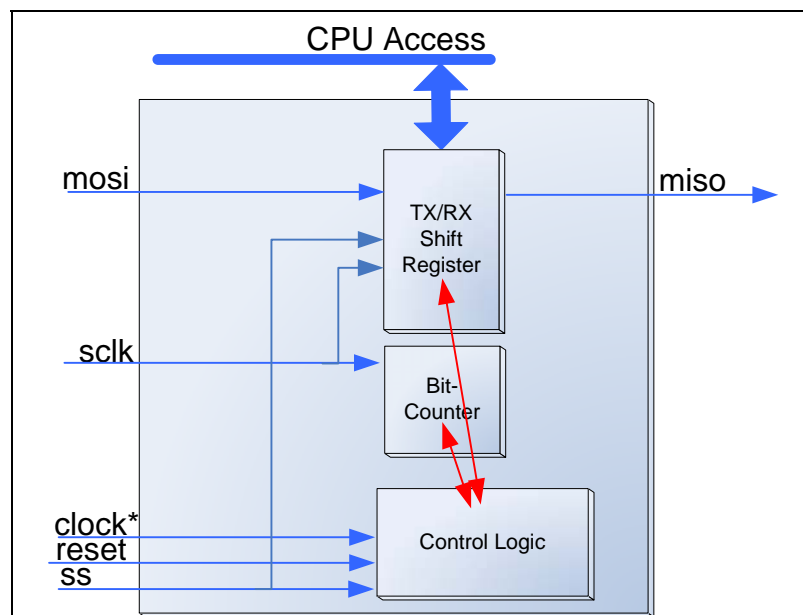 CPU Access
mosi
miso
TX/RX
Shift
Register
sclk
Bit-
Counter
clock*
reset
ss
Control Logic